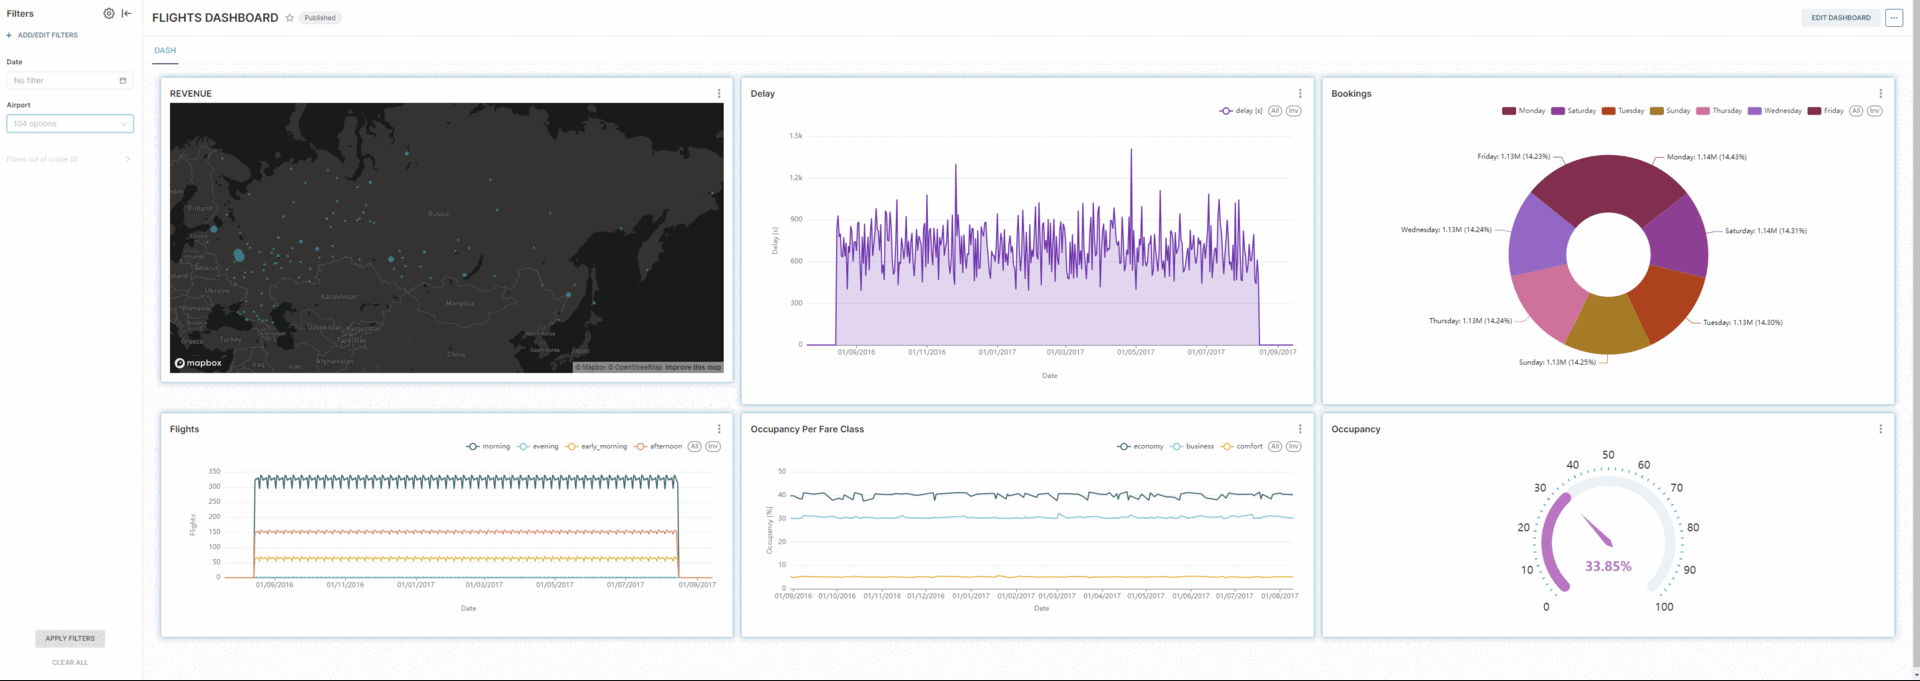 Filters
+ ADD/EDIT FILTERS
Date
No filter
Airport
104 options
Filters out of scope (0)
APPLY FILTERS
CLEAR ALL
FLIGHTS DASHBOARD
Published
EDIT DASHBOARD
...
DASH
REVENUE
Finland
Russia
Belarus
Ukraine
Romania
Greece
Turkey
Kazakhstan
Mongolia
Uzbekistan
Kyrgyzstan
Tajikistan
Afghanistan
Iraq
Iran
China
North Korea
South Korea
Japan
mapbox
© Mapbox © OpenStreetMap Improve this map
Delay
delay [s] All Inv
1.5k
1.2k
900
600
300
0
Delay [s]
01/09/2016 01/11/2016 01/01/2017 01/03/2017 01/05/2017 01/07/2017 01/09/2017
Date
Bookings
Monday Saturday Tuesday Sunday Thursday Wednesday Friday All Inv
Friday: 1.13M (14.23%)
Monday: 1.14M (14.43%)
Wednesday: 1.13M (14.24%)
Saturday: 1.14M (14.31%)
Thursday: 1.13M (14.24%)
Tuesday: 1.13M (14.30%)
Sunday: 1.13M (14.25%)
Flights
morning evening early_morning afternoon All Inv
350
300
250
200
150
100
50
0
Flights
01/09/2016 01/11/2016 01/01/2017 01/03/2017 01/05/2017 01/07/2017 01/09/2017
Date
Occupancy Per Fare Class
economy business comfort All Inv
50
40
30
20
10
0
Occupancy [%]
01/09/2016 01/10/2016 01/11/2016 01/12/2016 01/01/2017 01/02/2017 01/03/2017 01/04/2017 01/05/2017 01/06/2017 01/07/2017 01/08/2017
Date
Occupancy
0
10
20
30
40
50
60
70
80
90
100
33.85%